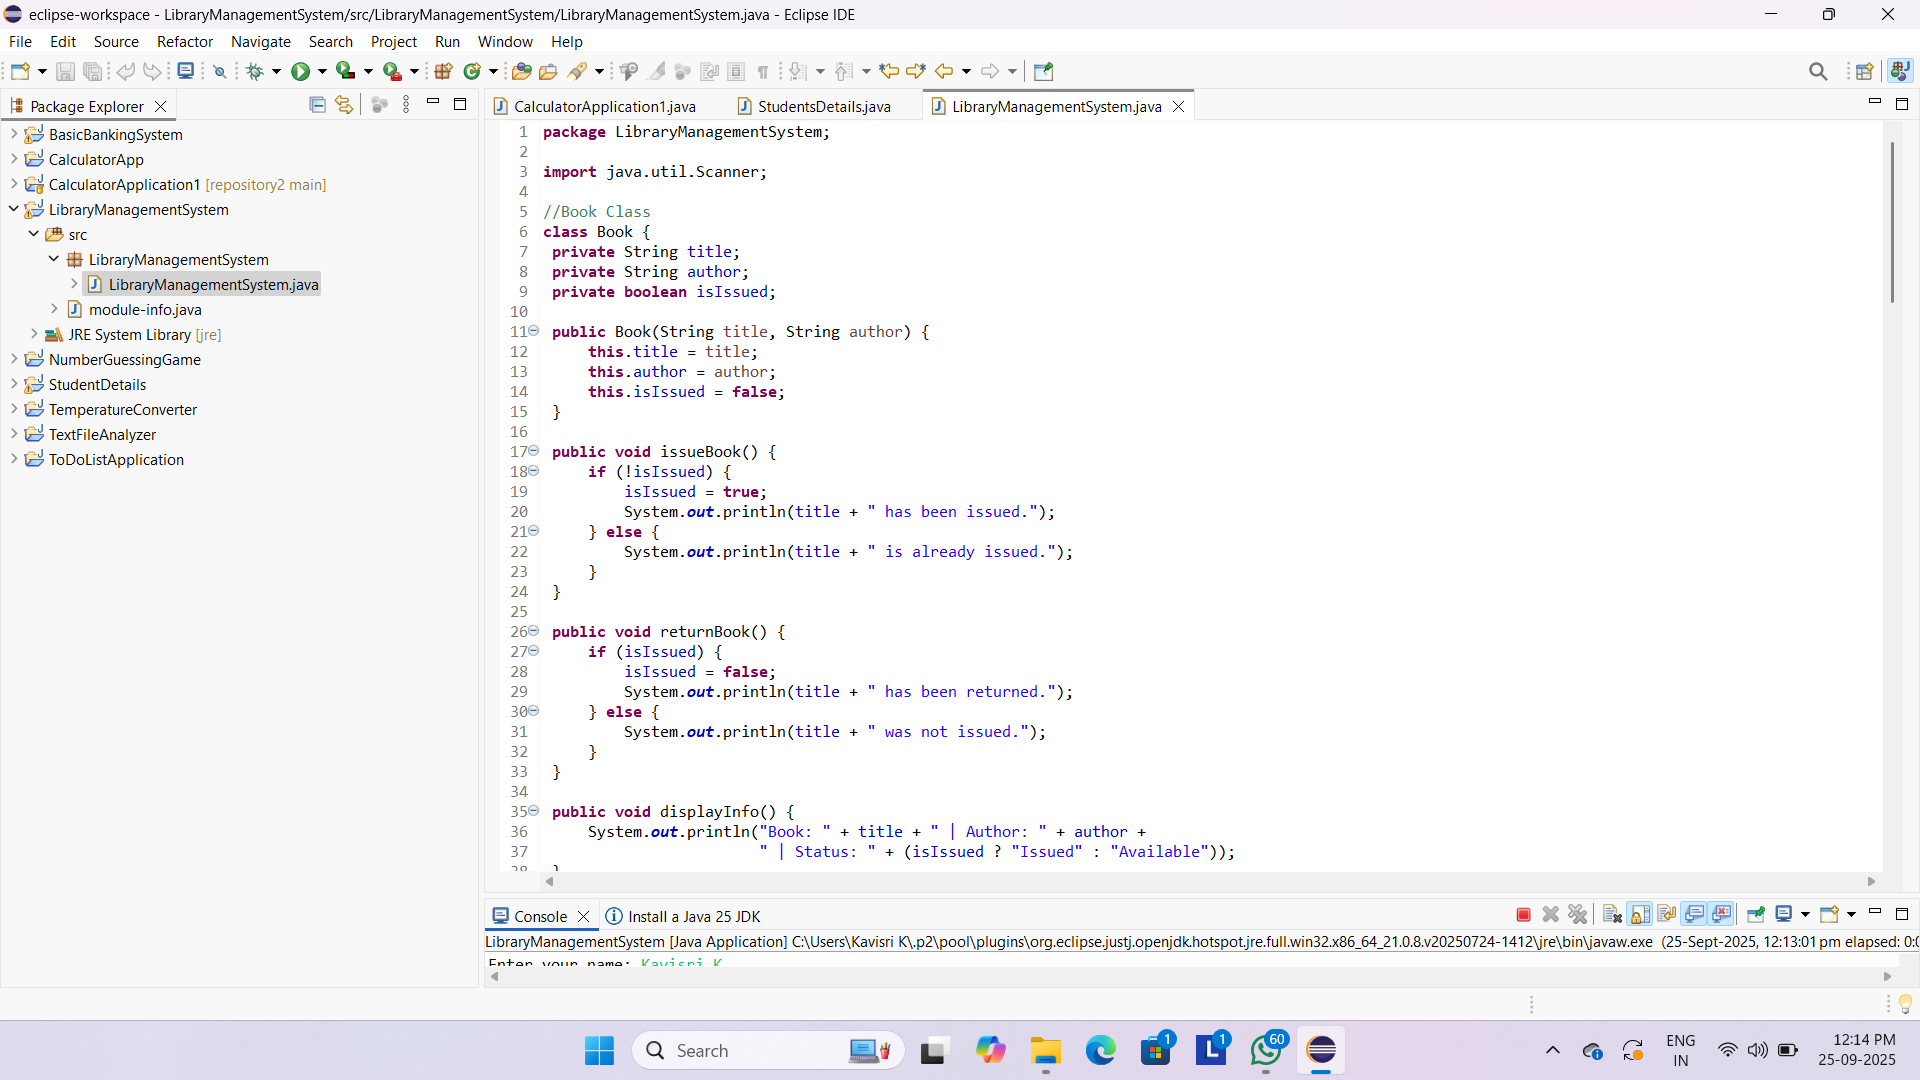 eclipse-workspace - LibraryManagementSystem/src/LibraryManagementSystem/LibraryManagementSystem.java - Eclipse IDE
File Edit Source Refactor Navigate Search Project Run Window Help
Package Explorer
BasicBankingSystem
CalculatorApp
CalculatorApplication1 [repository2 main]
LibraryManagementSystem
src
LibraryManagementSystem
LibraryManagementSystem.java
module-info.java
JRE System Library [jre]
NumberGuessingGame
StudentDetails
TemperatureConverter
TextFileAnalyzer
ToDoListApplication
CalculatorApplication1.java StudentsDetails.java LibraryManagementSystem.java
1 package LibraryManagementSystem;
2
3 import java.util.Scanner;
4
5 //Book Class
6 class Book {
7 private String title;
8 private String author;
9 private boolean isIssued;
10
11 public Book(String title, String author) {
12 this.title = title;
13 this.author = author;
14 this.isIssued = false;
15 }
16
17 public void issueBook() {
18 if (!isIssued) {
19 isIssued = true;
20 System.out.println(title + " has been issued.");
21 } else {
22 System.out.println(title + " is already issued.");
23 }
24 }
25
26 public void returnBook() {
27 if (isIssued) {
28 isIssued = false;
29 System.out.println(title + " has been returned.");
30 } else {
31 System.out.println(title + " was not issued.");
32 }
33 }
34
35 public void displayInfo() {
36 System.out.println("Book: " + title + " | Author: " + author +
37 " | Status: " + (isIssued ? "Issued" : "Available"));
38 }
Console Install a Java 25 JDK
LibraryManagementSystem [Java Application] C:\Users\Kavisri K\.p2\pool\plugins\org.eclipse.justj.openjdk.hotspot.jre.full.win32.x86_64_21.0.8.v20250724-1412\jre\bin\javaw.exe (25-Sept-2025, 12:13:01 pm elapsed: 0:0
Enter your name: Kavisri K
Search
1
1
60
ENG
IN
12:14 PM
25-09-2025